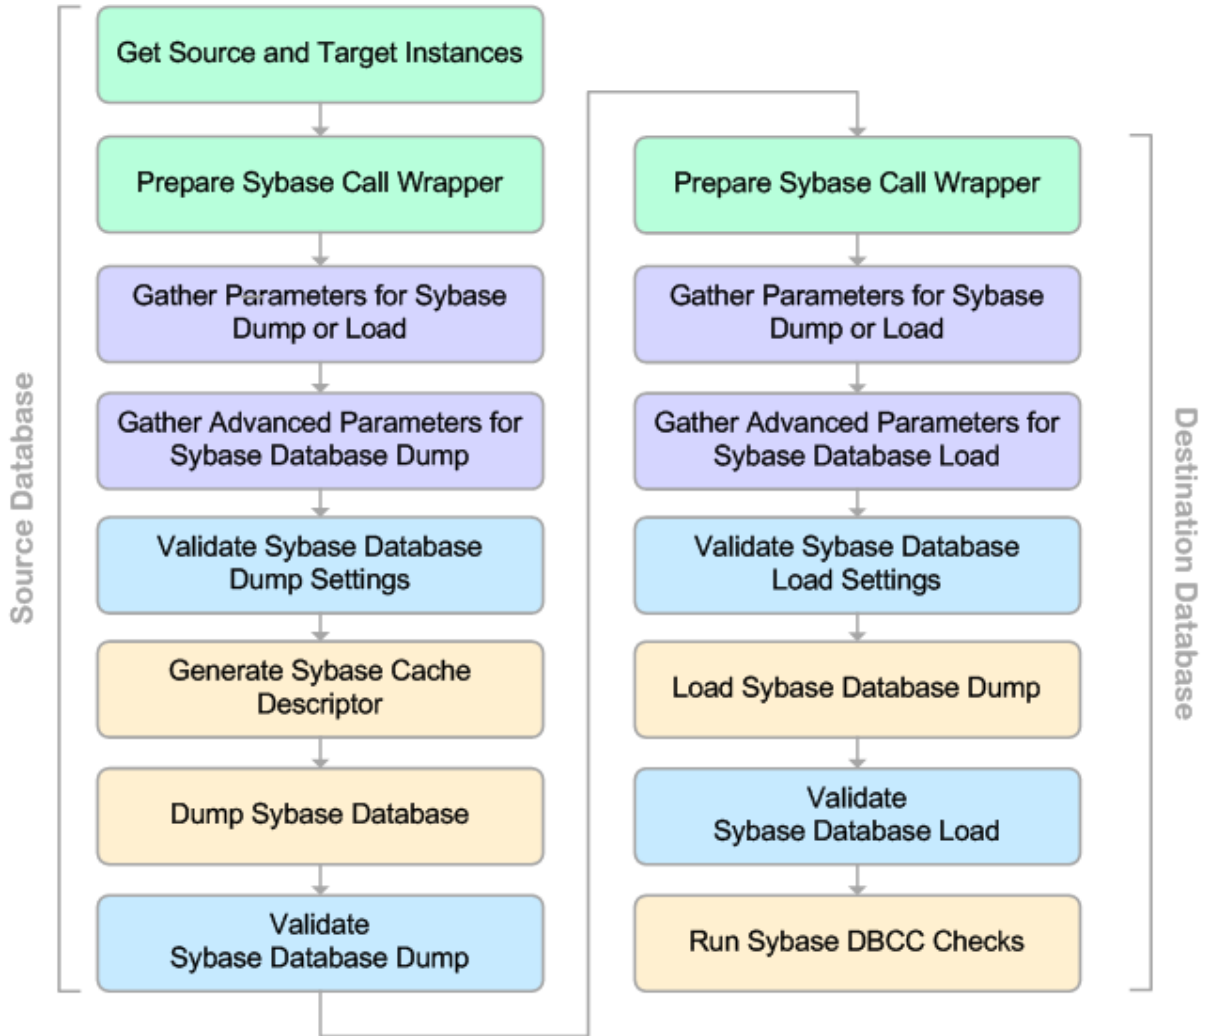 Source Database
Get Source and Target Instances
Prepare Sybase Call Wrapper
Gather Parameters for Sybase
Dump or Load
Gather Advanced Parameters for
Sybase Database Dump
Validate Sybase Database
Dump Settings
Generate Sybase Cache
Descriptor
Dump Sybase Database
Validate
Sybase Database Dump
Prepare Sybase Call Wrapper
Gather Parameters for Sybase
Dump or Load
Gather Advanced Parameters for
Sybase Database Load
Validate Sybase Database
Load Settings
Load Sybase Database Dump
Validate
Sybase Database Load
Run Sybase DBCC Checks
Destination Database